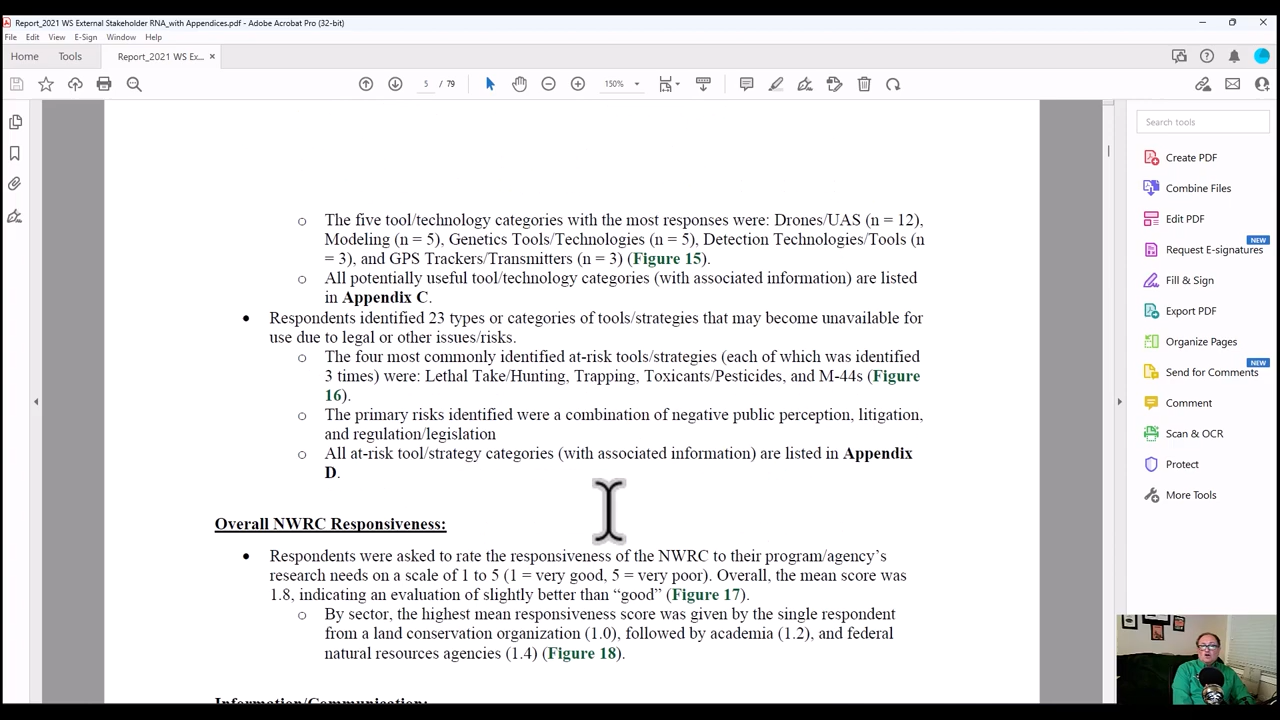 Report_2021 WS External Stakeholder RNA_with Appendices.pdf - Adobe Acrobat Pro (32-bit)
File Edit View E-Sign Window Help
Home Tools Report_2021 WS Ex... ×
5 / 79 150%
Search tools
Create PDF
Combine Files
Edit PDF
Request E-signatures NEW
Fill & Sign
Export PDF
Organize Pages
Send for Comments NEW
Comment
Scan & OCR
Protect
More Tools
o The five tool/technology categories with the most responses were: Drones/UAS (n = 12),
Modeling (n = 5), Genetics Tools/Technologies (n = 5), Detection Technologies/Tools (n
= 3), and GPS Trackers/Transmitters (n = 3) (Figure 15).
o All potentially useful tool/technology categories (with associated information) are listed
in Appendix C.
• Respondents identified 23 types or categories of tools/strategies that may become unavailable for
use due to legal or other issues/risks.
o The four most commonly identified at-risk tools/strategies (each of which was identified
3 times) were: Lethal Take/Hunting, Trapping, Toxicants/Pesticides, and M-44s (Figure
16).
o The primary risks identified were a combination of negative public perception, litigation,
and regulation/legislation
o All at-risk tool/strategy categories (with associated information) are listed in Appendix
D.
Overall NWRC Responsiveness:
• Respondents were asked to rate the responsiveness of the NWRC to their program/agency’s
research needs on a scale of 1 to 5 (1 = very good, 5 = very poor). Overall, the mean score was
1.8, indicating an evaluation of slightly better than “good” (Figure 17).
o By sector, the highest mean responsiveness score was given by the single respondent
from a land conservation organization (1.0), followed by academia (1.2), and federal
natural resources agencies (1.4) (Figure 18).
Information/Communication: